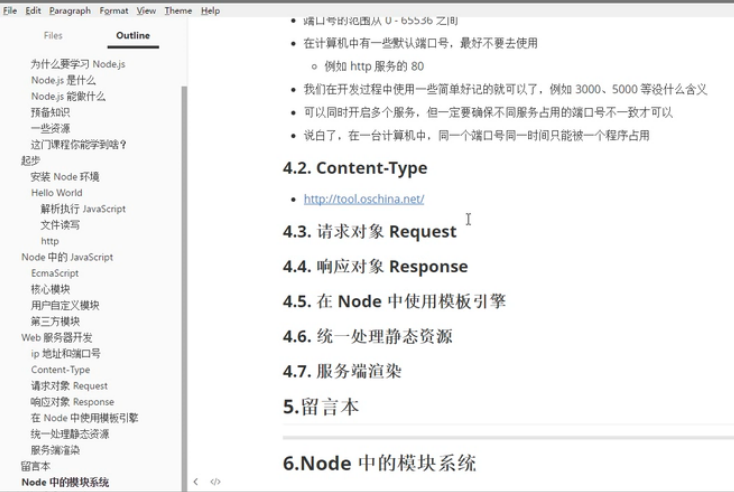 File Edit Paragraph Format View Theme Help
Files Outline
为什么要学习 Node.js
Node.js 是什么
Node.js 能做什么
预备知识
一些资源
这门课程你能学到啥？
起步
安装 Node 环境
Hello World
解析执行 JavaScript
文件读写
http
Node 中的 JavaScript
EcmaScript
核心模块
用户自定义模块
第三方模块
Web 服务器开发
ip 地址和端口号
Content-Type
请求对象 Request
响应对象 Response
在 Node 中使用模板引擎
统一处理静态资源
服务端渲染
留言本
Node 中的模块系统
端口号的范围从 0 - 65536 之间
在计算机中有一些默认端口号，最好不要去使用
例如 http 服务的 80
我们在开发过程中使用一些简单好记的就可以了，例如 3000、5000 等没什么含义
可以同时开启多个服务，但一定要确保不同服务占用的端口号不一致才可以
说白了，在一台计算机中，同一个端口号同一时间只能被一个程序占用
4.2. Content-Type
http://tool.oschina.net/
4.3. 请求对象 Request
4.4. 响应对象 Response
4.5. 在 Node 中使用模板引擎
4.6. 统一处理静态资源
4.7. 服务端渲染
5.留言本
6.Node 中的模块系统